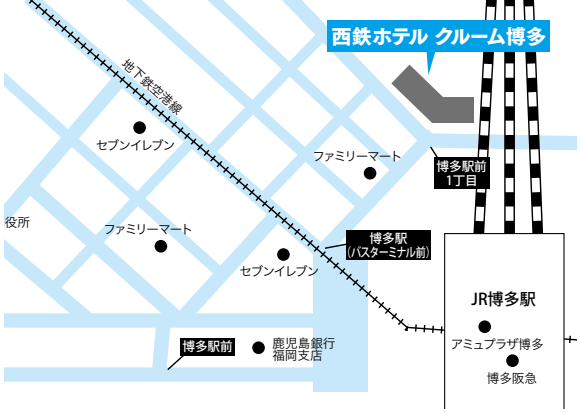 西鉄ホテル クルーム博多
地下鉄空港線
セブンイレブン
ファミリーマート
博多駅前
1丁目
役所
ファミリーマート
博多駅
(バスターミナル前)
セブンイレブン
JR博多駅
アミュプラザ博多
博多阪急
博多駅前
鹿児島銀行
福岡支店